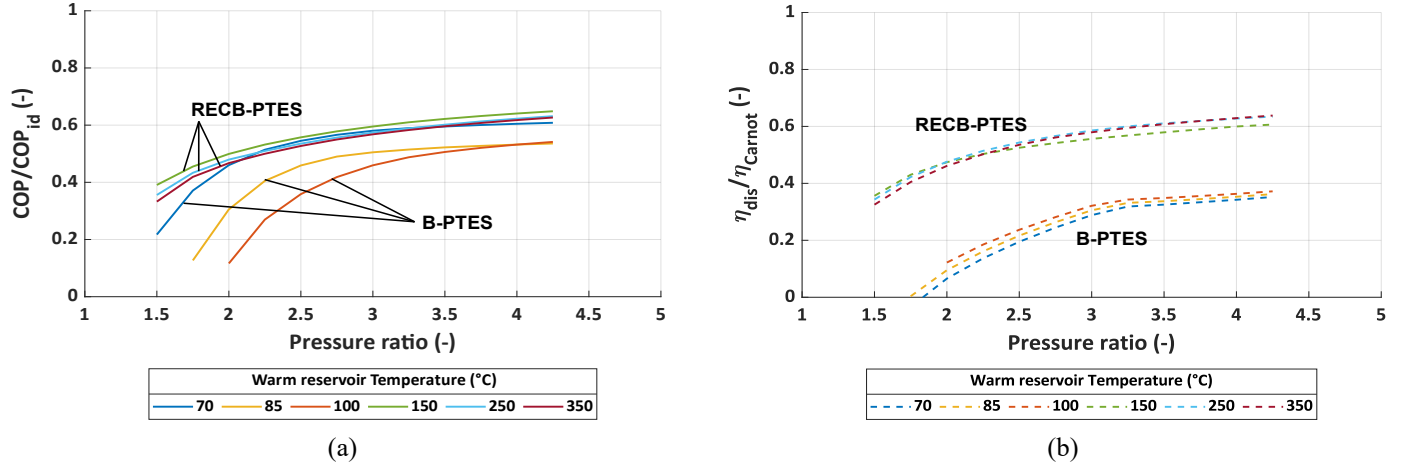 (a)
COP/COP_id (-)
1
0.8
0.6
0.4
0.2
0
RECB-PTES
B-PTES
1 1.5 2 2.5 3 3.5 4 4.5 5
Pressure ratio (-)
Warm reservoir Temperature (°C)
70 85 100 150 250 350
(a)
(b)
η_dis/η_Carnot (-)
1
0.8
0.6
0.4
0.2
0
RECB-PTES
B-PTES
1 1.5 2 2.5 3 3.5 4 4.5 5
Pressure ratio (-)
Warm reservoir Temperature (°C)
70 85 100 150 250 350
(b)